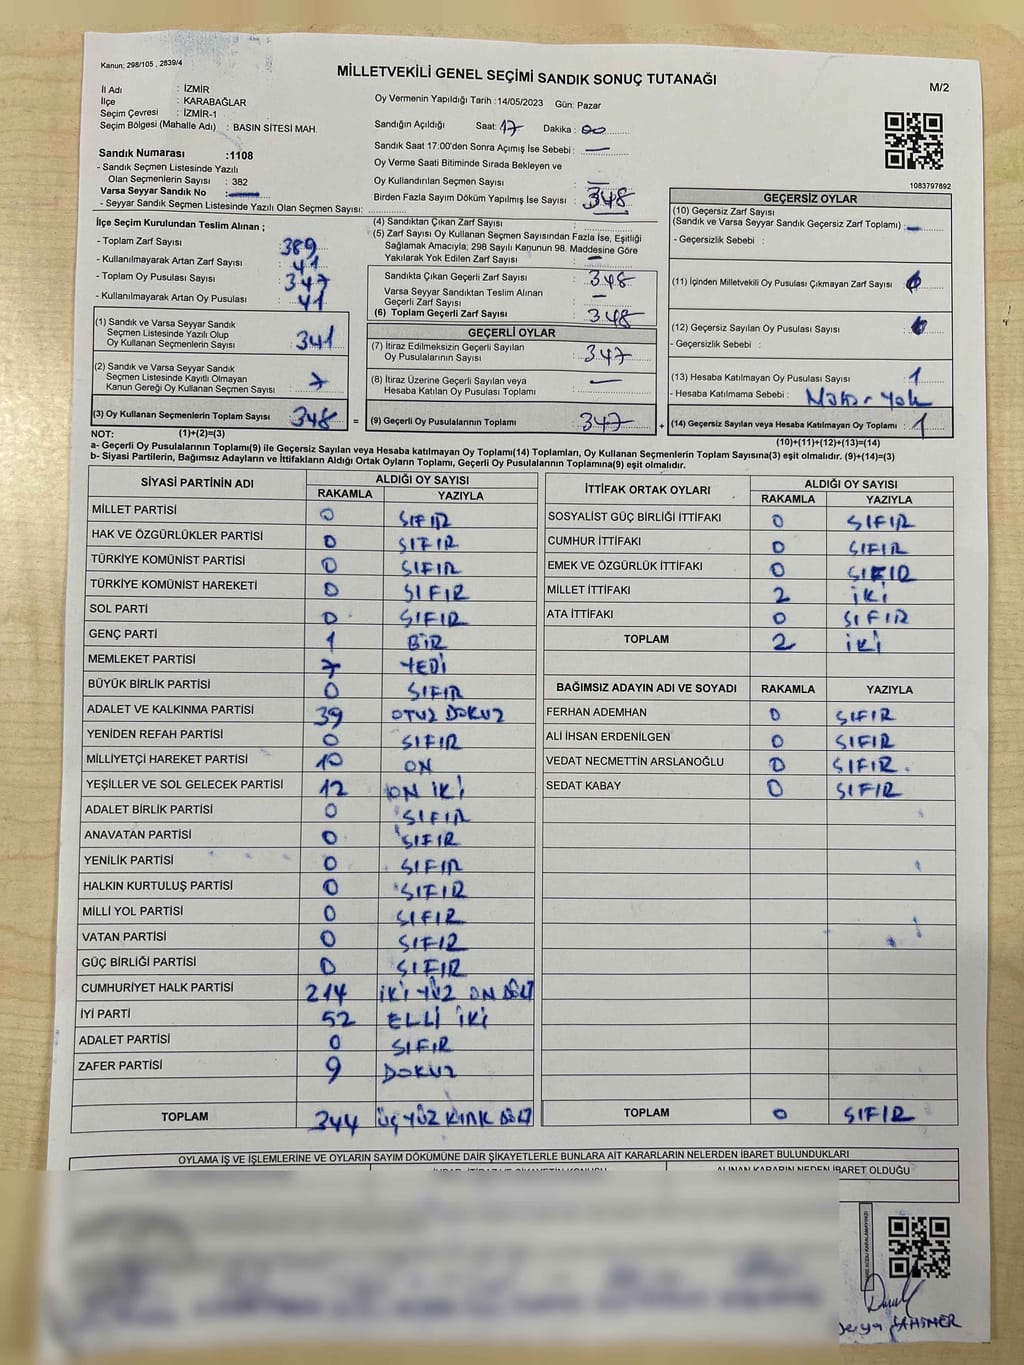 Kanun; 298/105 , 2839/4
MİLLETVEKİLİ GENEL SEÇİMİ SANDIK SONUÇ TUTANAĞI
M/2
İl Adı : İZMİR
İlçe : KARABAĞLAR
Seçim Çevresi : İZMİR-1
Seçim Bölgesi (Mahalle Adı) : BASIN SİTESİ MAH.
Oy Vermenin Yapıldığı Tarih :14/05/2023 Gün: Pazar
Sandığın Açıldığı Saat: 17 Dakika : 00
Sandık Saat 17:00'den Sonra Açımış İse Sebebi : —
Oy Verme Saati Bitiminde Sırada Bekleyen ve
Oy Kullandırılan Seçmen Sayısı : —
Birden Fazla Sayım Döküm Yapılmış İse Sayısı : 348
Sandık Numarası :1108
- Sandık Seçmen Listesinde Yazılı
Olan Seçmenlerin Sayısı : 382
Varsa Seyyar Sandık No :
- Seyyar Sandık Seçmen Listesinde Yazılı Olan Seçmen Sayısı:
1083797892
İlçe Seçim Kurulundan Teslim Alınan ;
- Toplam Zarf Sayısı : 389
- Kullanılmayarak Artan Zarf Sayısı : 41
- Toplam Oy Pusulası Sayısı : 347
- Kullanılmayarak Artan Oy Pusulası : 41
(1) Sandık ve Varsa Seyyar Sandık
Seçmen Listesinde Yazılı Olup
Oy Kullanan Seçmenlerin Sayısı : 341
(2) Sandık ve Varsa Seyyar Sandık
Seçmen Listesinde Kayıtlı Olmayan
Kanun Gereği Oy Kullanan Seçmen Sayısı : 7
(3) Oy Kullanan Seçmenlerin Toplam Sayısı : 348
(4) Sandıktan Çıkan Zarf Sayısı :
(5) Zarf Sayısı Oy Kullanan Seçmen Sayısından Fazla İse, Eşitliği
Sağlamak Amacıyla; 298 Sayılı Kanunun 98. Maddesine Göre
Yakılarak Yok Edilen Zarf Sayısı : —
Sandıkta Çıkan Geçerli Zarf Sayısı : 348
Varsa Seyyar Sandıktan Teslim Alınan
Geçerli Zarf Sayısı : —
(6) Toplam Geçerli Zarf Sayısı : 348
GEÇERLİ OYLAR
(7) İtiraz Edilmeksizin Geçerli Sayılan
Oy Pusulalarının Sayısı : 347
(8) İtiraz Üzerine Geçerli Sayılan veya
Hesaba Katılan Oy Pusulası Toplamı : —
= (9) Geçerli Oy Pusulalarının Toplamı : 347
GEÇERSİZ OYLAR
(10) Geçersiz Zarf Sayısı
(Sandık ve Varsa Seyyar Sandık Geçersiz Zarf Toplamı) : —
- Geçersizlik Sebebi :
(11) İçinden Milletvekili Oy Pusulası Çıkmayan Zarf Sayısı :
(12) Geçersiz Sayılan Oy Pusulası Sayısı :
- Geçersizlik Sebebi :
(13) Hesaba Katılmayan Oy Pusulası Sayısı : 1
- Hesaba Katılmama Sebebi : Mühür Yok
+ (14) Geçersiz Sayılan veya Hesaba Katılmayan Oy Toplamı : 1
NOT: (1)+(2)=(3)
(10)+(11)+(12)+(13)=(14)
a- Geçerli Oy Pusulalarının Toplamı(9) ile Geçersiz Sayılan veya Hesaba katılmayan Oy Toplamı(14) Toplamları, Oy Kullanan Seçmenlerin Toplam Sayısına(3) eşit olmalıdır. (9)+(14)=(3)
b- Siyasi Partilerin, Bağımsız Adayların ve İttifakların Aldığı Ortak Oyların Toplamı, Geçerli Oy Pusulalarının Toplamına(9) eşit olmalıdır.
SİYASİ PARTİNİN ADI ALDIĞI OY SAYISI
RAKAMLA YAZIYLA
MİLLET PARTİSİ 0 SIFIR
HAK VE ÖZGÜRLÜKLER PARTİSİ 0 SIFIR
TÜRKİYE KOMÜNİST PARTİSİ 0 SIFIR
TÜRKİYE KOMÜNİST HAREKETİ 0 SIFIR
SOL PARTİ 0 SIFIR
GENÇ PARTİ 1 BİR
MEMLEKET PARTİSİ 7 YEDİ
BÜYÜK BİRLİK PARTİSİ 0 SIFIR
ADALET VE KALKINMA PARTİSİ 39 OTUZ DOKUZ
YENİDEN REFAH PARTİSİ 0 SIFIR
MİLLİYETÇİ HAREKET PARTİSİ 10 ON
YEŞİLLER VE SOL GELECEK PARTİSİ 12 ON İKİ
ADALET BİRLİK PARTİSİ 0 SIFIR
ANAVATAN PARTİSİ 0 SIFIR
YENİLİK PARTİSİ 0 SIFIR
HALKIN KURTULUŞ PARTİSİ 0 SIFIR
MİLLİ YOL PARTİSİ 0 SIFIR
VATAN PARTİSİ 0 SIFIR
GÜÇ BİRLİĞİ PARTİSİ 0 SIFIR
CUMHURİYET HALK PARTİSİ 214 İKİ YÜZ ON DÖRT
İYİ PARTİ 52 ELLİ İKİ
ADALET PARTİSİ 0 SIFIR
ZAFER PARTİSİ 9 DOKUZ
TOPLAM 344 ÜÇ YÜZ KIRK DÖRT
İTTİFAK ORTAK OYLARI ALDIĞI OY SAYISI
RAKAMLA YAZIYLA
SOSYALİST GÜÇ BİRLİĞİ İTTİFAKI 0 SIFIR
CUMHUR İTTİFAKI 0 SIFIR
EMEK VE ÖZGÜRLÜK İTTİFAKI 0 SIFIR
MİLLET İTTİFAKI 2 İKİ
ATA İTTİFAKI 0 SIFIR
TOPLAM 2 İKİ
BAĞIMSIZ ADAYIN ADI VE SOYADI RAKAMLA YAZIYLA
FERHAN ADEMHAN 0 SIFIR
ALİ İHSAN ERDENİLGEN 0 SIFIR
VEDAT NECMETTİN ARSLANOĞLU 0 SIFIR.
SEDAT KABAY 0 SIFIR
TOPLAM 0 SIFIR
OYLAMA İŞ VE İŞLEMLERİNE VE OYLARIN SAYIM DÖKÜMÜNE DAİR ŞİKAYETLERLE BUNLARA AİT KARARLARIN NELERDEN İBARET BULUNDUKLARI
ALINAN KARARIN NEDEN İBARET OLDUĞU